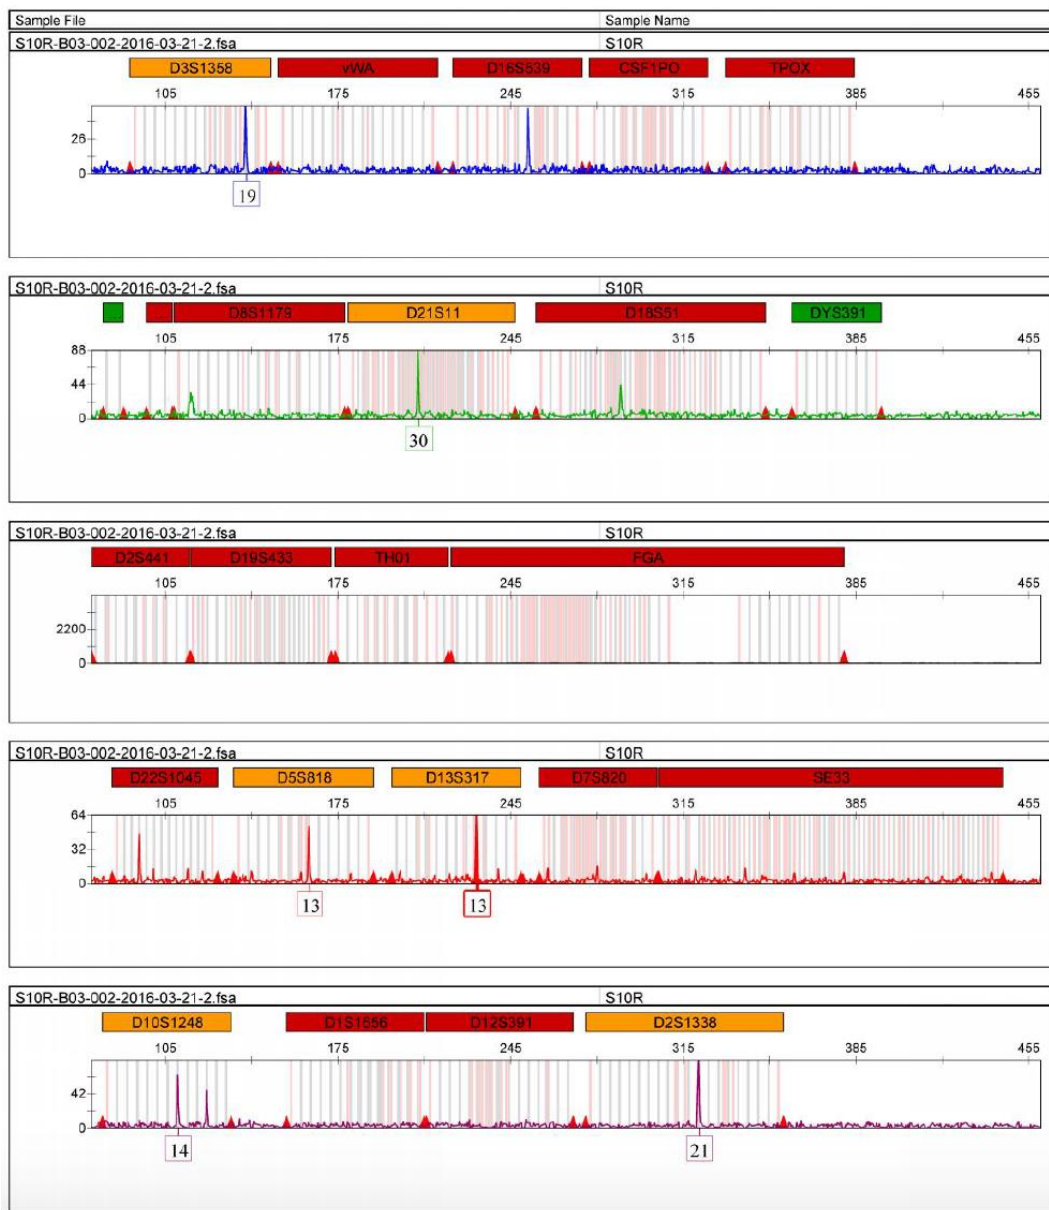 Sample File Sample Name
S10R-B03-002-2016-03-21-2.fsa S10R
D3S1358 vWA D16S539 CSF1PO TPOX
105 175 245 315 385 455
26
0
19
S10R-B03-002-2016-03-21-2.fsa S10R
D8S1179 D21S11 D18S51 DYS391
105 175 245 315 385 455
88
44
0
30
S10R-B03-002-2016-03-21-2.fsa S10R
D2S441 D19S433 TH01 FGA
105 175 245 315 385 455
2200
0
S10R-B03-002-2016-03-21-2.fsa S10R
D22S1045 D5S818 D13S317 D7S820 SE33
105 175 245 315 385 455
64
32
0
13 13
S10R-B03-002-2016-03-21-2.fsa S10R
D10S1248 D1S1656 D12S391 D2S1338
105 175 245 315 385 455
42
0
14 21